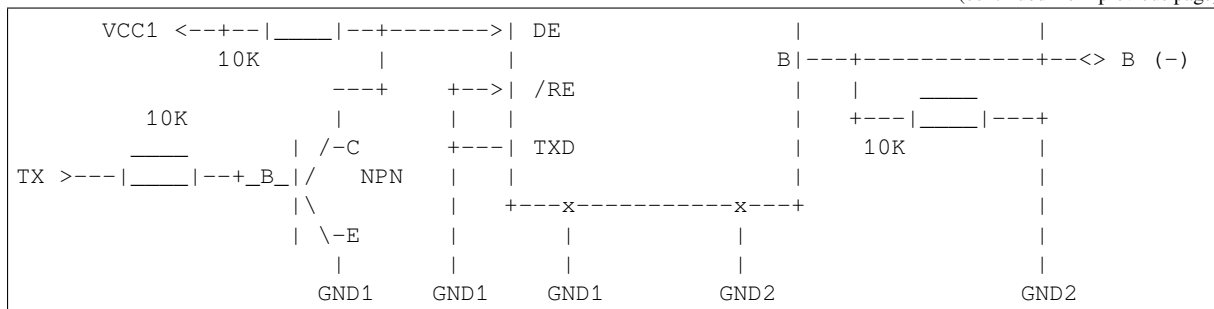 VCC1 <--+--|____|--+------->| DE | |
10K | | B|---+------------+--<> B (-)
---+ +-->| /RE | | ____ |
10K | | | | +---|____|---+
____ | /-C +---| TXD | 10K |
TX >---|____|--+_B_|/ NPN | | | |
|\ | +---x-----------x---+ |
| \-E | | | |
| | | | |
GND1 GND1 GND1 GND2 GND2